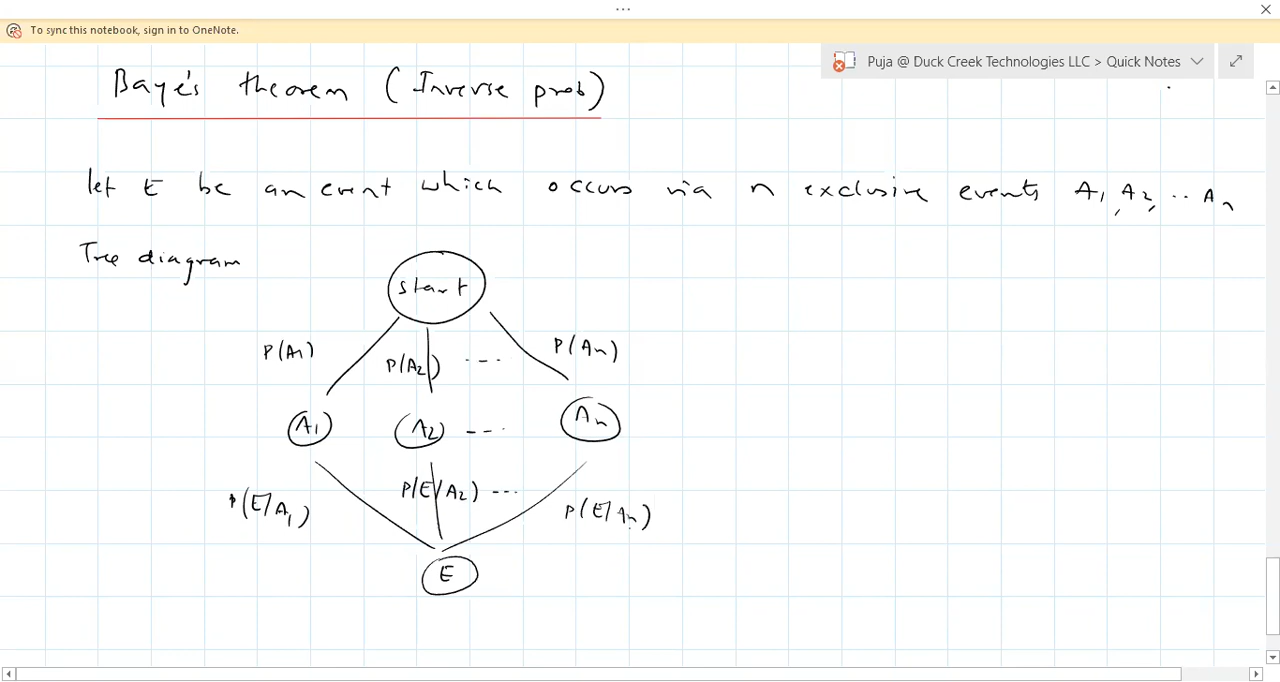 To sync this notebook, sign in to OneNote.
Puja @ Duck Creek Technologies LLC > Quick Notes
Baye's theorem (Inverse prob)
let E be an event which occurs via n exclusive events A1, A2, .. An
Tree diagram
start
P(A1) P(A2) ---- P(An)
A1 A2 --- An
P(E/A1) P(E/A2) --- P(E/An)
E